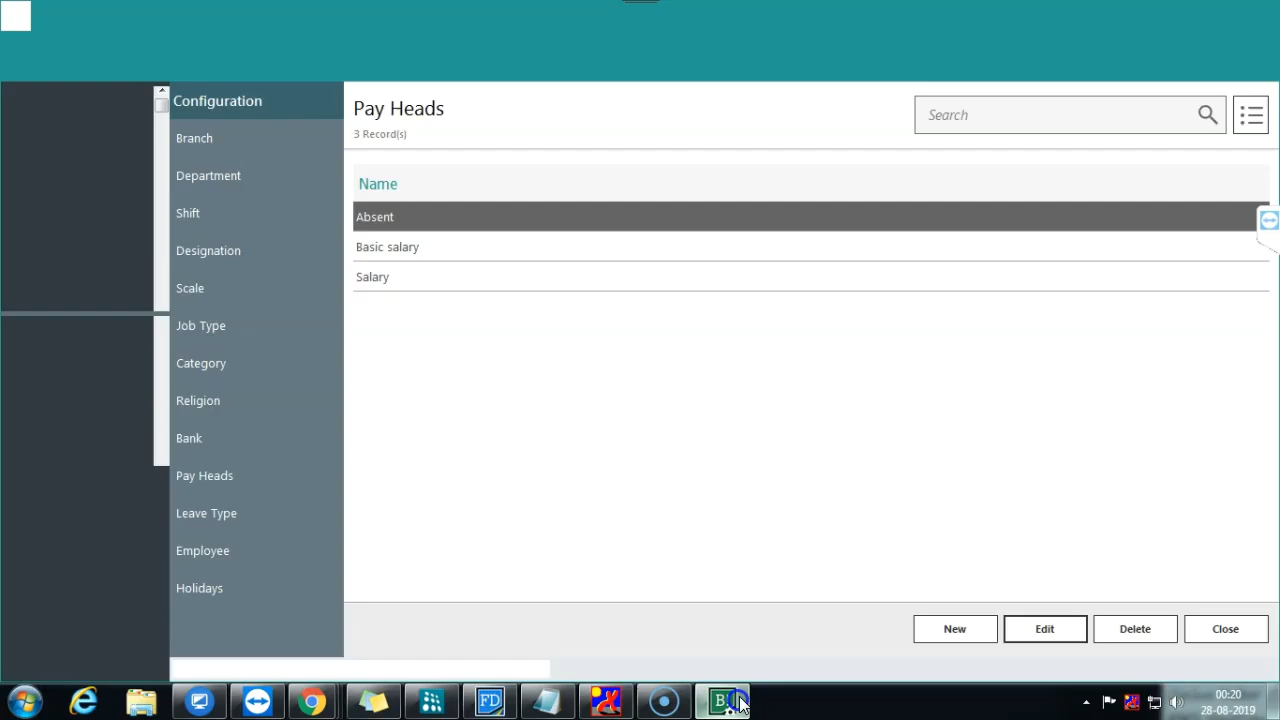 Configuration
Branch
Department
Shift
Designation
Scale
Job Type
Category
Religion
Bank
Pay Heads
Leave Type
Employee
Holidays
Pay Heads
3 Record(s)
Search
Name
Absent
Basic salary
Salary
New
Edit
Delete
Close
FD
00:20
28-08-2019